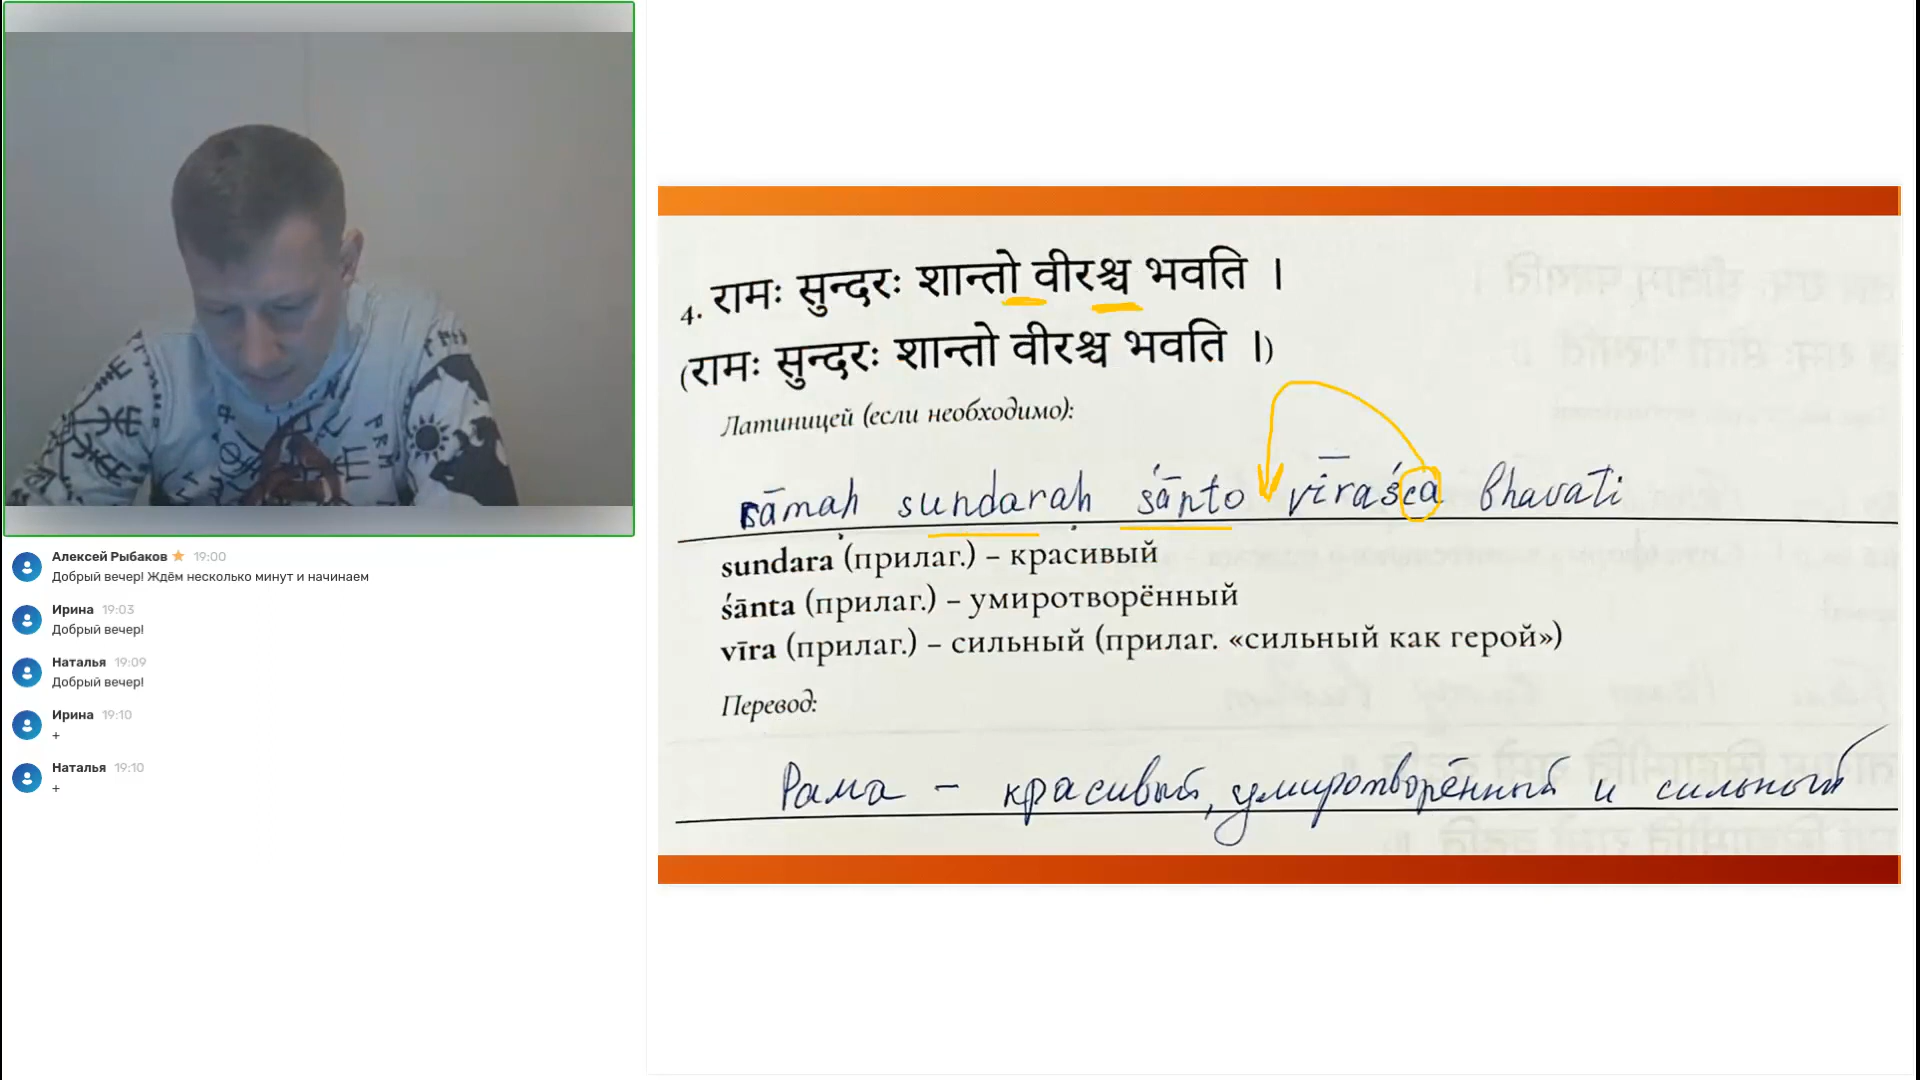 Алексей Рыбаков 19:00
Добрый вечер! Ждём несколько минут и начинаем
Ирина 19:03
Добрый вечер!
Наталья 19:09
Добрый вечер!
Ирина 19:10
+
Наталья 19:10
+
4. रामः सुन्दरः शान्तो वीरश्च भवति ।
(रामः सुन्दरः शान्तो वीरश्च भवति ।)
Латиницей (если необходимо):
rāmaḥ sundaraḥ śānto vīraśca bhavati
sundara (прилаг.) – красивый
śānta (прилаг.) – умиротворённый
vīra (прилаг.) – сильный (прилаг. «сильный как герой»)
Перевод:
Рама – красивый, умиротворённый и сильный